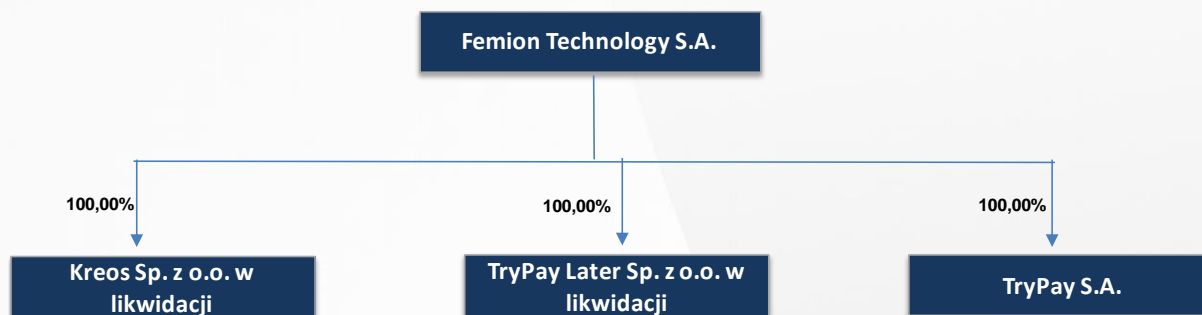 Femion Technology S.A.
100,00%
100,00%
100,00%
Kreos Sp. z o.o. w
likwidacji
TryPay Later Sp. z o.o. w
likwidacji
TryPay S.A.